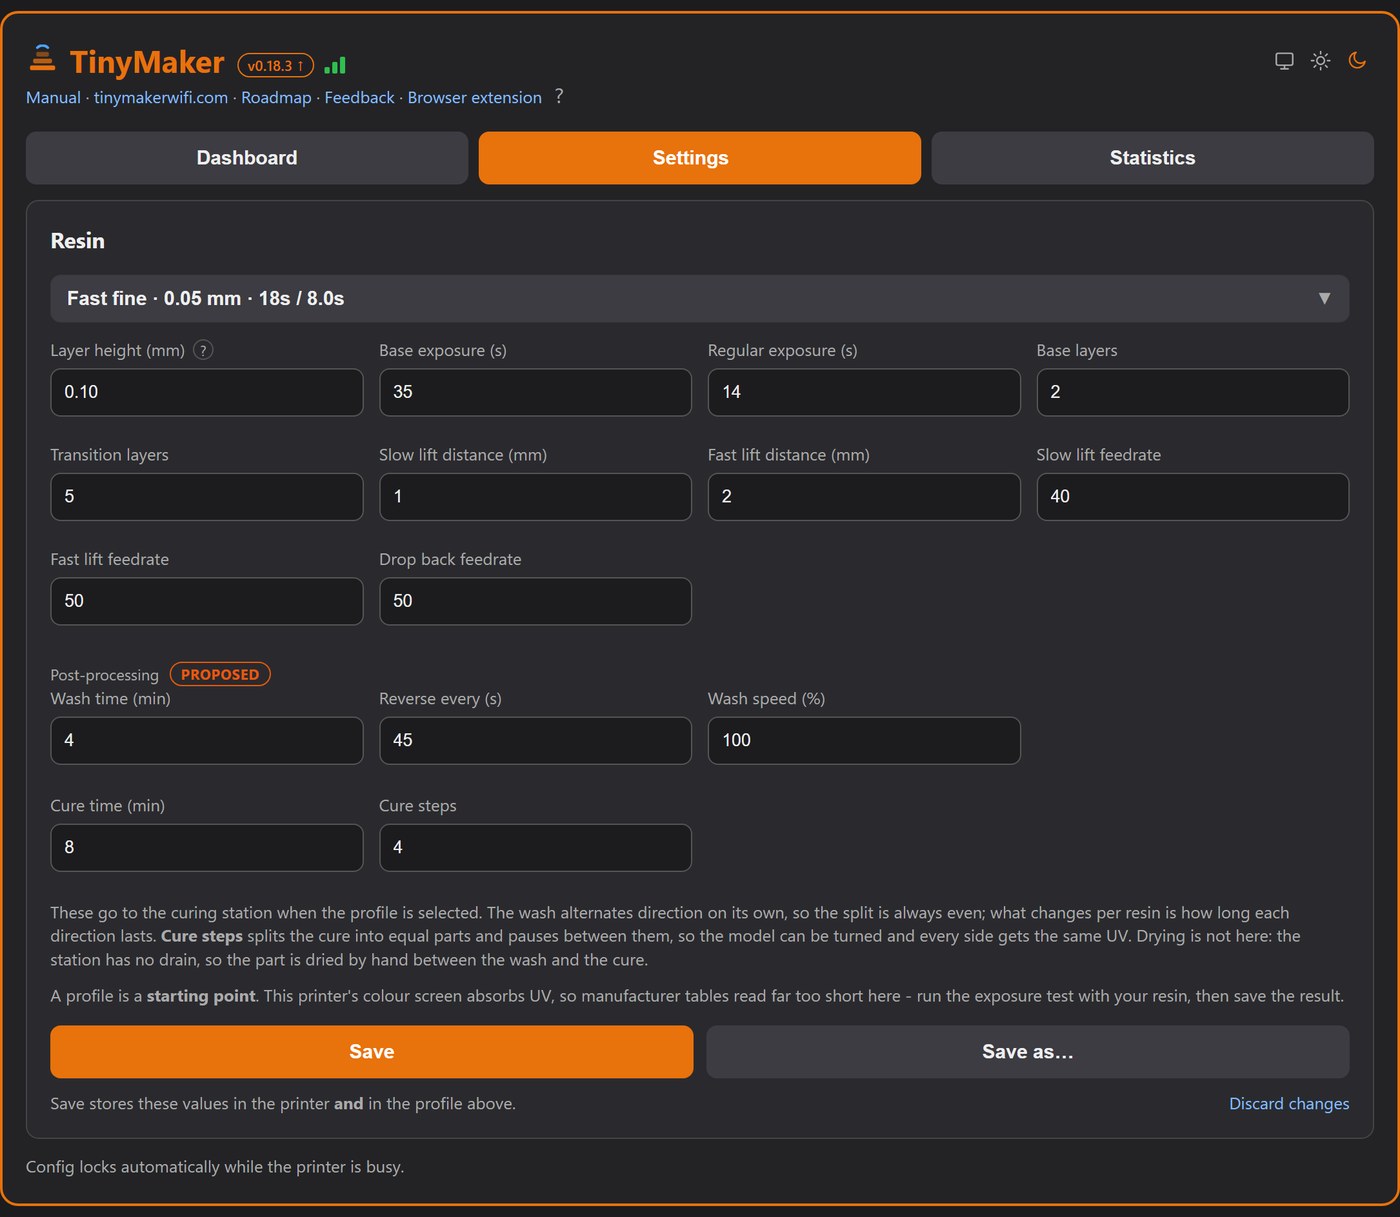 TinyMaker v0.18.3 ↑
Manual · tinymakerwifi.com · Roadmap · Feedback · Browser extension ?
Dashboard Settings Statistics
Resin
Fast fine · 0.05 mm · 18s / 8.0s ▼
Layer height (mm) ? Base exposure (s) Regular exposure (s) Base layers
0.10 35 14 2
Transition layers Slow lift distance (mm) Fast lift distance (mm) Slow lift feedrate
5 1 2 40
Fast lift feedrate Drop back feedrate
50 50
Post-processing PROPOSED
Wash time (min) Reverse every (s) Wash speed (%)
4 45 100
Cure time (min) Cure steps
8 4
These go to the curing station when the profile is selected. The wash alternates direction on its own, so the split is always even; what changes per resin is how long each
direction lasts. Cure steps splits the cure into equal parts and pauses between them, so the model can be turned and every side gets the same UV. Drying is not here: the
station has no drain, so the part is dried by hand between the wash and the cure.
A profile is a starting point. This printer's colour screen absorbs UV, so manufacturer tables read far too short here - run the exposure test with your resin, then save the result.
Save Save as...
Save stores these values in the printer and in the profile above. Discard changes
Config locks automatically while the printer is busy.